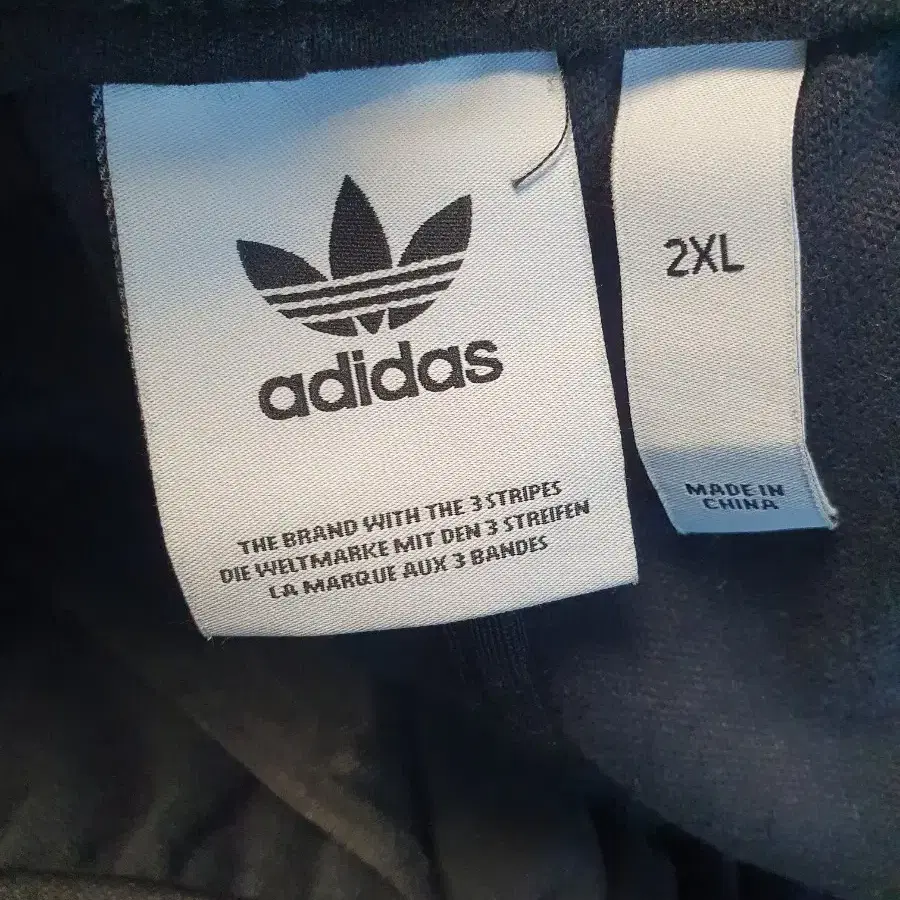 adidas
THE BRAND WITH THE 3 STRIPES
DIE WELTMARKE MIT DEN 3 STREIFEN
LA MARQUE AUX 3 BANDES
2XL
MADE IN
CHINA